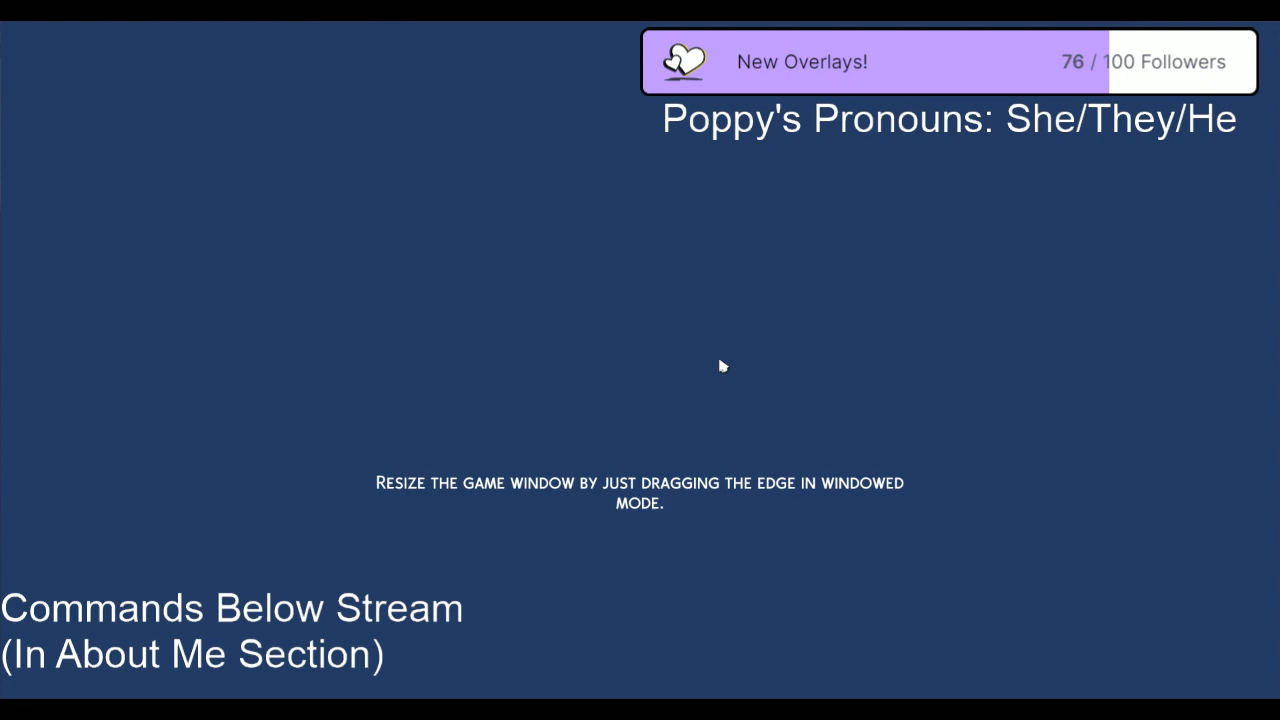 New Overlays! 76 / 100 Followers
Poppy's Pronouns: She/They/He
Resize the game window by just dragging the edge in windowed
mode.
Commands Below Stream
(In About Me Section)